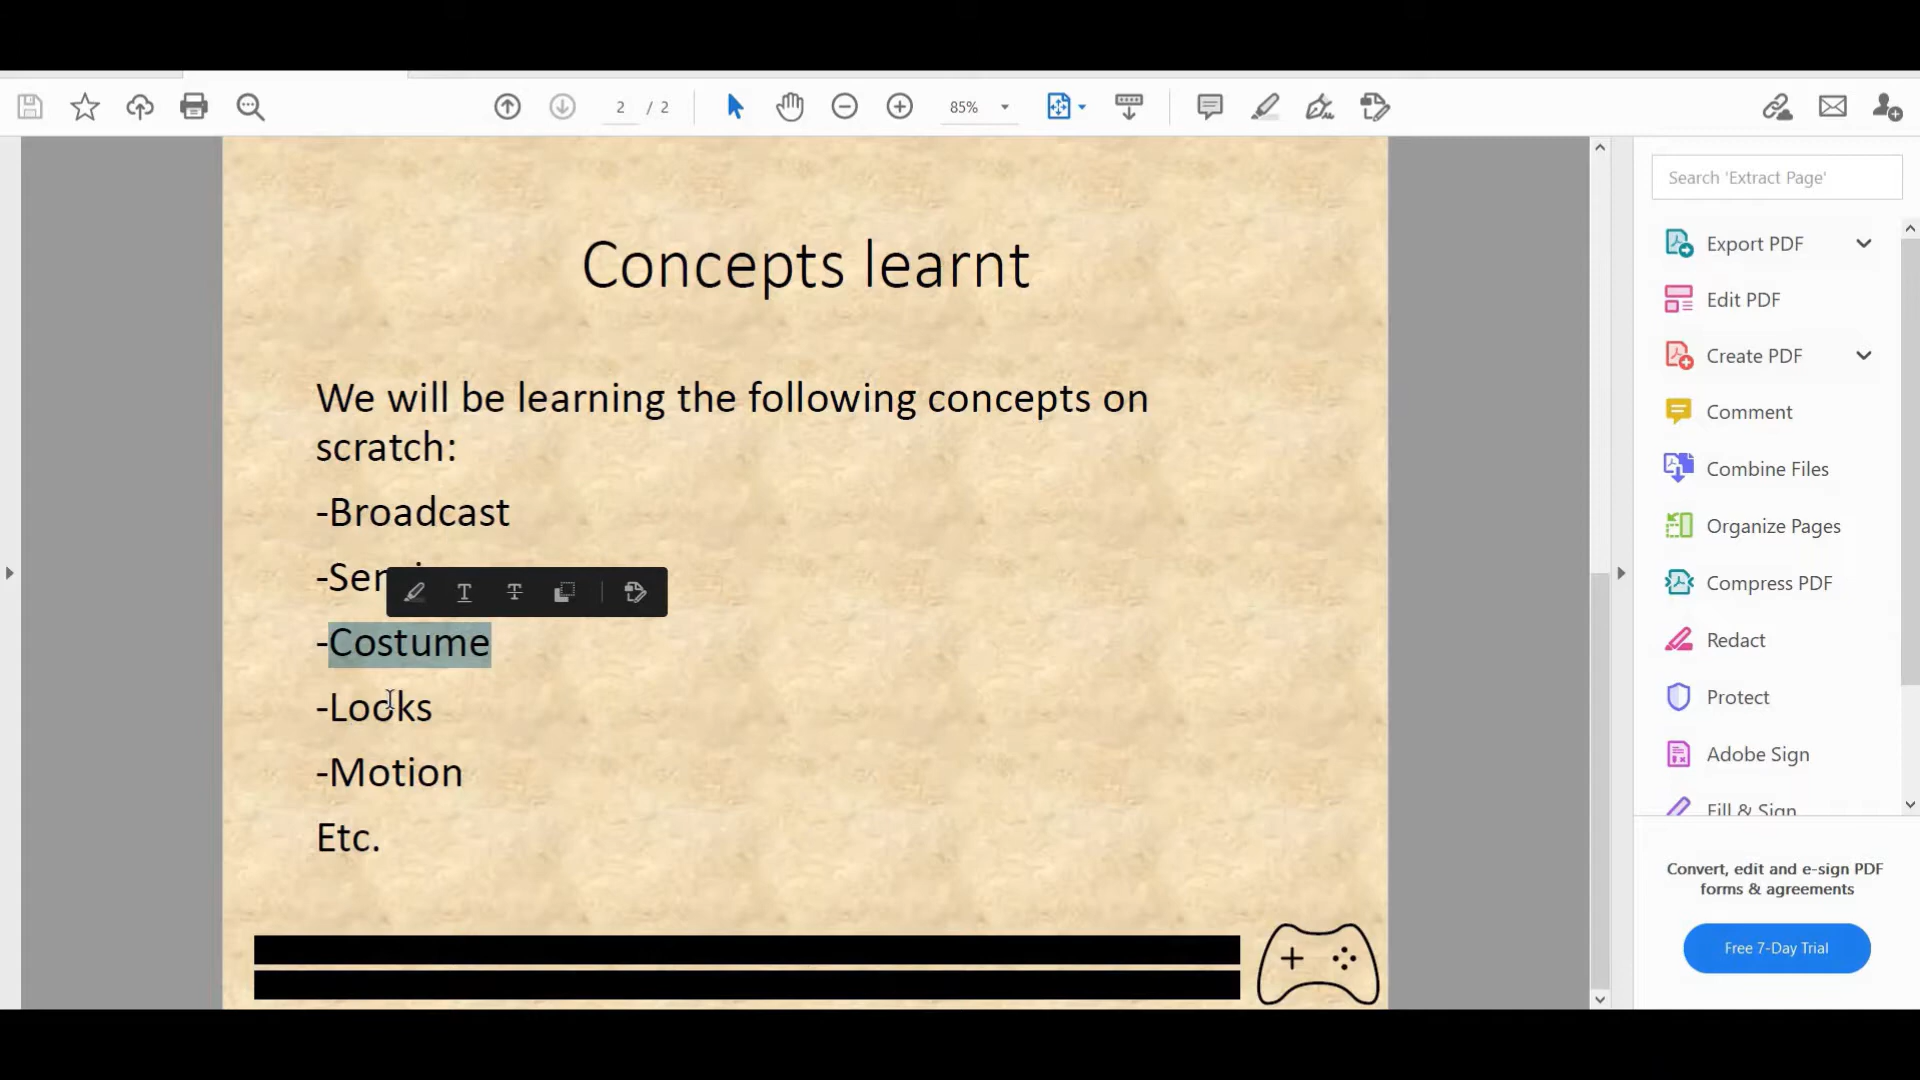 2 / 2
85%
Search 'Extract Page'
Concepts learnt
We will be learning the following concepts on
scratch:
-Broadcast
-Costume
-Looks
-Motion
Etc.
Export PDF
Edit PDF
Create PDF
Comment
Combine Files
Organize Pages
Compress PDF
Redact
Protect
Adobe Sign
Fill & Sign
Convert, edit and e-sign PDF
forms & agreements
Free 7-Day Trial